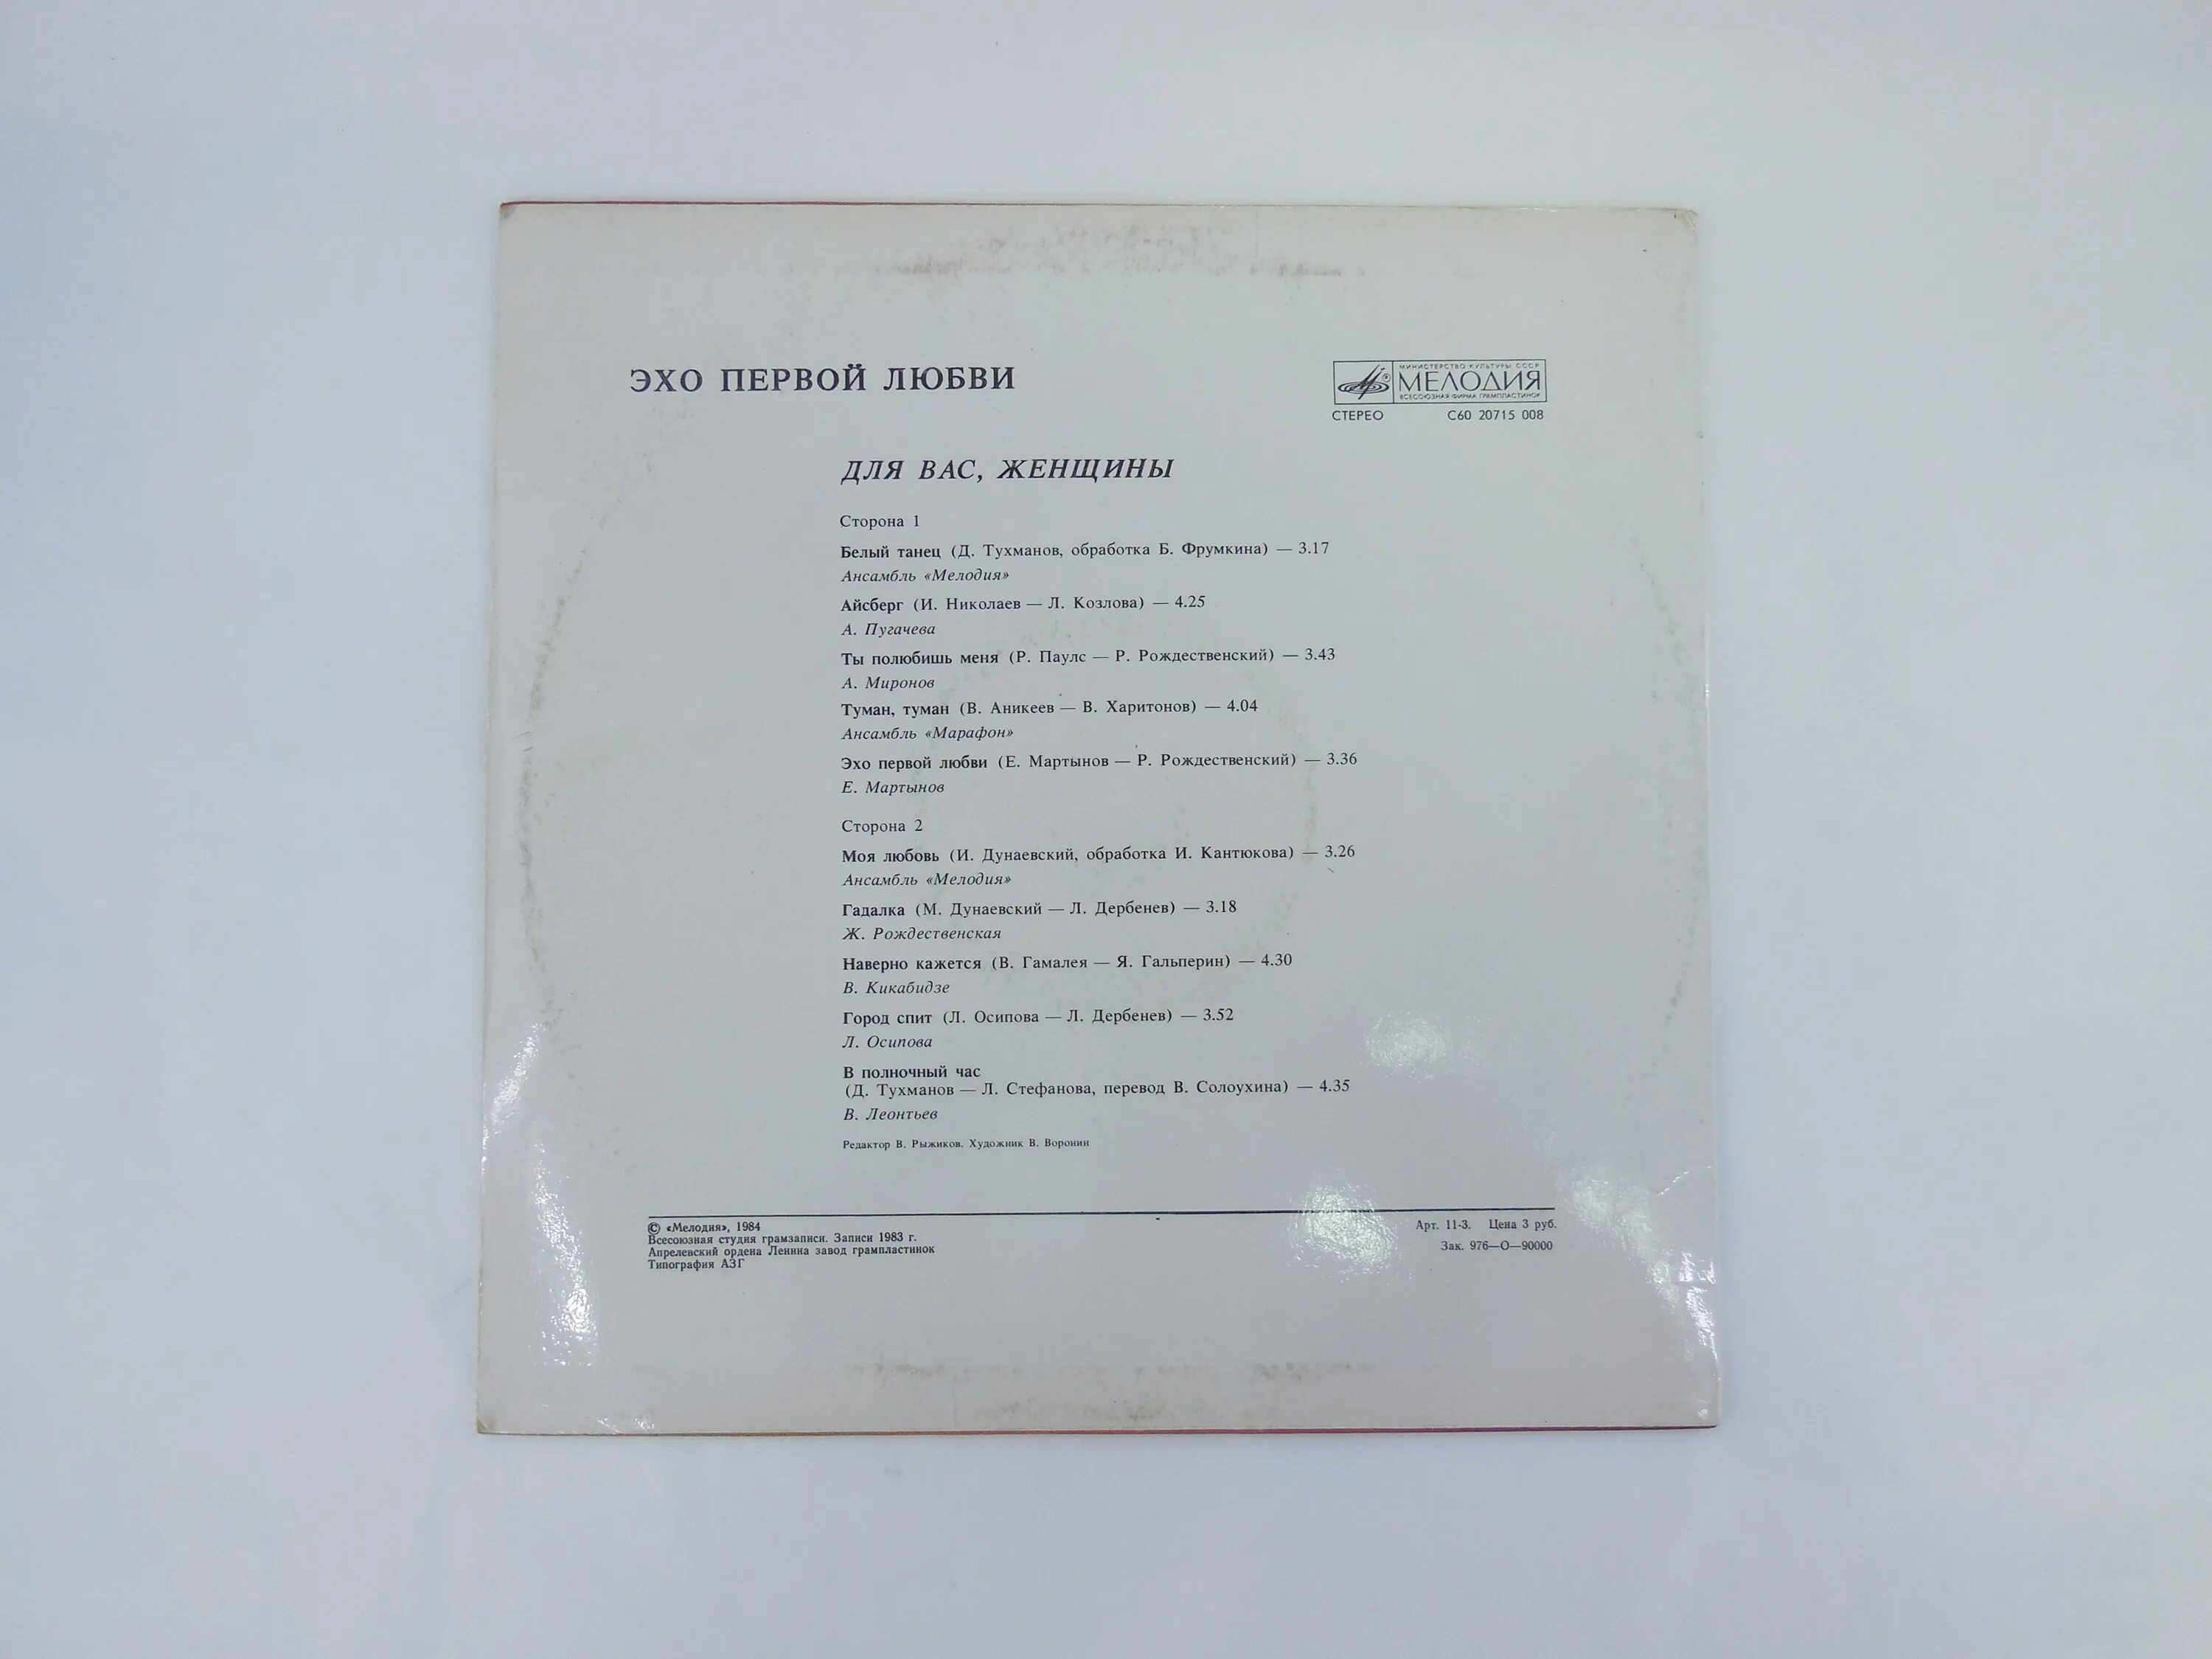 ЭХО ПЕРВОЙ ЛЮБВИ
МИНИСТЕРСТВО КУЛЬТУРЫ СССР
МЕЛОДИЯ
ВСЕСОЮЗНАЯ ФИРМА ГРАМПЛАСТИНОК
СТЕРЕО С60 20715 008
ДЛЯ ВАС, ЖЕНЩИНЫ
Сторона 1
Белый танец (Д. Тухманов, обработка Б. Фрумкина) — 3.17
Ансамбль «Мелодия»
Айсберг (И. Николаев — Л. Козлова) — 4.25
А. Пугачева
Ты полюбишь меня (Р. Паулс — Р. Рождественский) — 3.43
А. Миронов
Туман, туман (В. Аникеев — В. Харитонов) — 4.04
Ансамбль «Марафон»
Эхо первой любви (Е. Мартынов — Р. Рождественский) — 3.36
Е. Мартынов
Сторона 2
Моя любовь (И. Дунаевский, обработка И. Кантюкова) — 3.26
Ансамбль «Мелодия»
Гадалка (М. Дунаевский — Л. Дербенев) — 3.18
Ж. Рождественская
Наверно кажется (В. Гамалея — Я. Гальперин) — 4.30
В. Кикабидзе
Город спит (Л. Осипова — Л. Дербенев) — 3.52
Л. Осипова
В полночный час
(Д. Тухманов — Л. Стефанова, перевод В. Солоухина) — 4.35
В. Леонтьев
Редактор В. Рыжиков. Художник В. Воронин
© «Мелодия», 1984
Всесоюзная студия грамзаписи. Записи 1983 г.
Апрелевский ордена Ленина завод грампластинок
Типография АЗГ
Арт. 11-3. Цена 3 руб.
Зак. 976—О—90000